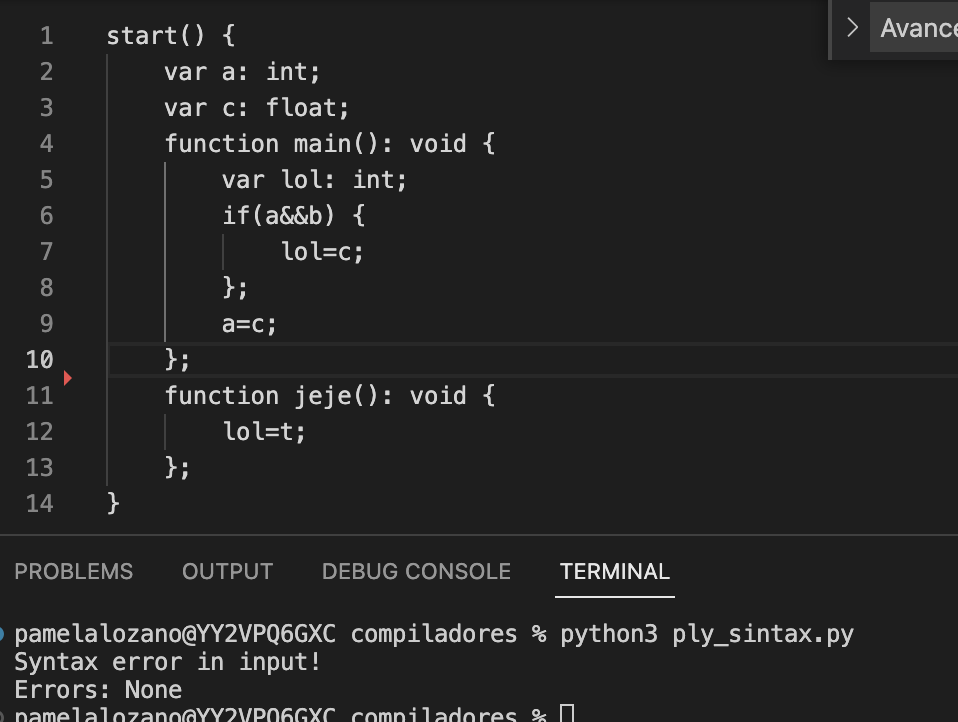 Avance
1 start() {
2 var a: int;
3 var c: float;
4 function main(): void {
5 var lol: int;
6 if(a&&b) {
7 lol=c;
8 };
9 a=c;
10 };
11 function jeje(): void {
12 lol=t;
13 };
14 }
PROBLEMS OUTPUT DEBUG CONSOLE TERMINAL
pamelalozano@YY2VPQ6GXC compiladores % python3 ply_sintax.py
Syntax error in input!
Errors: None
pamelalozano@YY2VPQ6GXC compiladores %